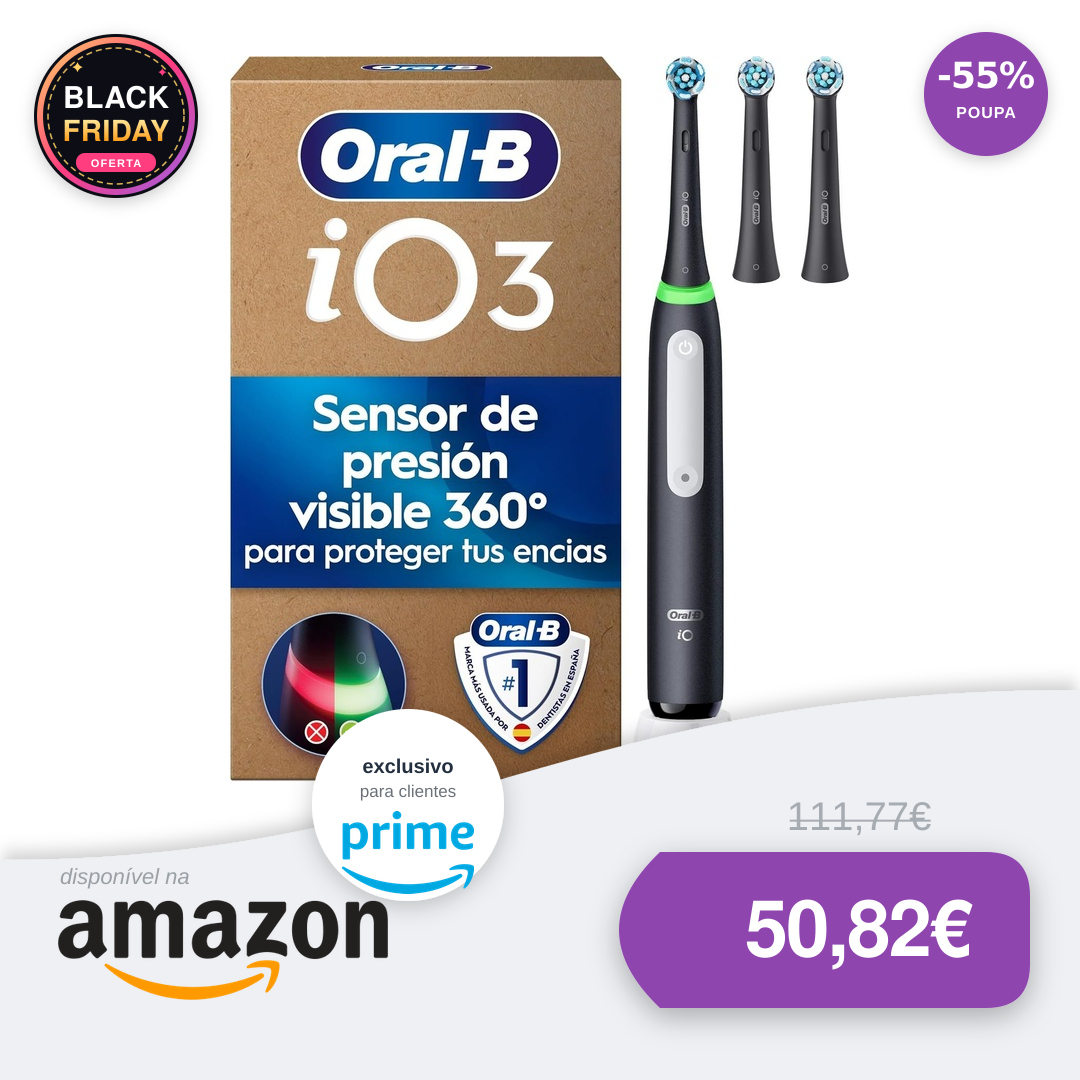 BLACK
FRIDAY
OFERTA
-55%
POUPA
Oral-B
Oral-B
iO3
Sensor de
presión
visible 360°
para proteger tus encias
Oral-B
#1
MARCA MÁS USADA POR
DENTISTAS EN ESPAÑA
Oral-B
iO
exclusivo
para clientes
prime
111,77€
50,82€
disponível na
amazon